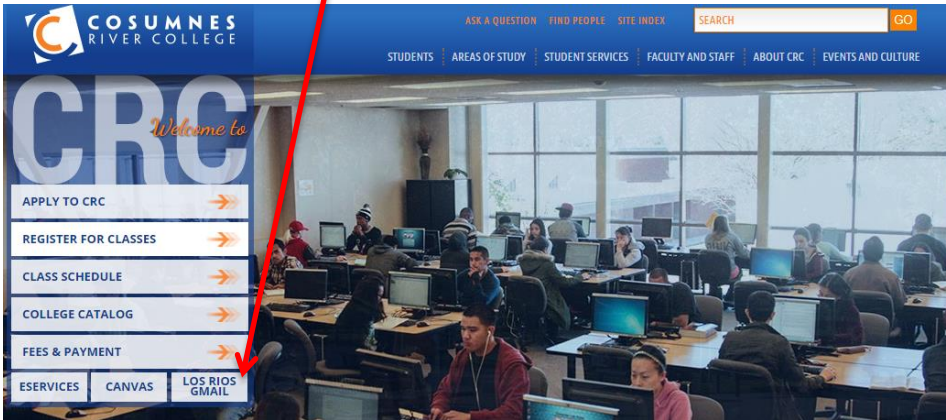 COSUMNES
RIVER COLLEGE
ASK A QUESTION FIND PEOPLE SITE INDEX
SEARCH
GO
STUDENTS AREAS OF STUDY STUDENT SERVICES FACULTY AND STAFF ABOUT CRC EVENTS AND CULTURE
CRC
Welcome to
APPLY TO CRC
REGISTER FOR CLASSES
CLASS SCHEDULE
COLLEGE CATALOG
FEES & PAYMENT
ESERVICES
CANVAS
LOS RIOS
GMAIL